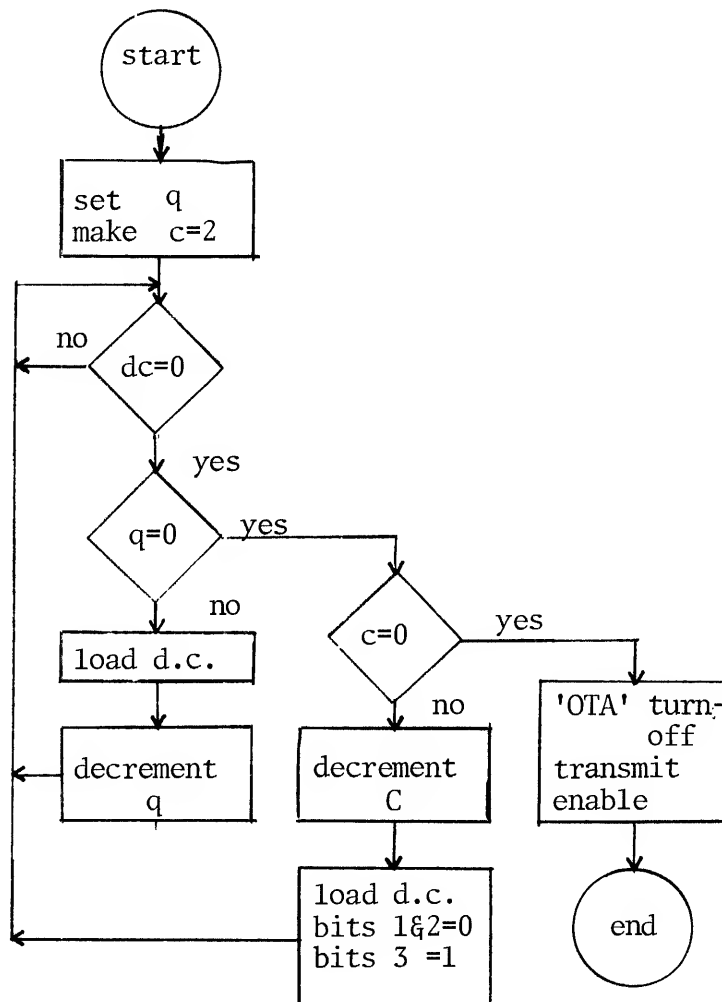 start
set q
make c=2
no
dc=0
yes
q=0
yes
no
load d.c.
decrement
q
c=0
yes
no
decrement
C
load d.c.
bits 1&2=0
bits 3 =1
'OTA' turn-
off
transmit
enable
end